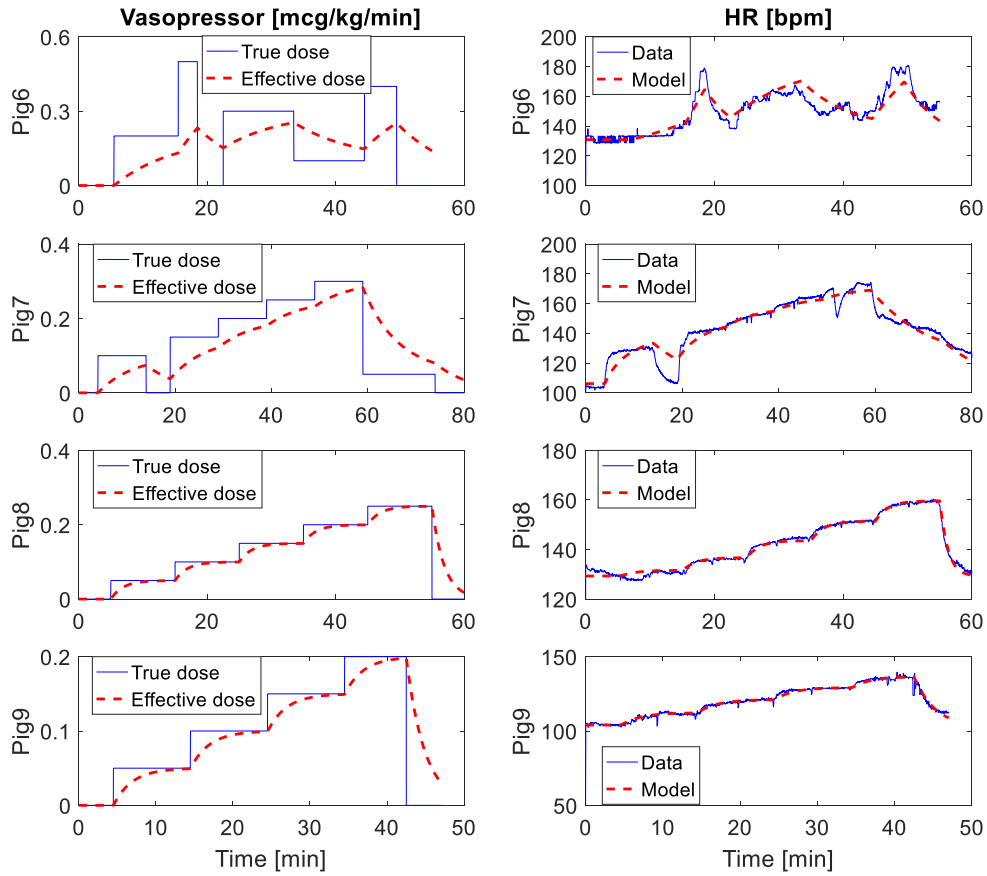 Vasopressor [mcg/kg/min]
HR [bpm]
Pig6
0.6
0.3
0
0
20
40
60
True dose
Effective dose
Pig6
200
180
160
140
120
100
0
20
40
60
Data
Model
Pig7
0.4
0.2
0
0
20
40
60
80
True dose
Effective dose
Pig7
200
180
160
140
120
100
0
20
40
60
80
Data
Model
Pig8
0.4
0.2
0
0
20
40
60
True dose
Effective dose
Pig8
180
160
140
120
0
20
40
60
Data
Model
Pig9
0.2
0.1
0
0
10
20
30
40
50
True dose
Effective dose
Time [min]
Pig9
150
100
50
0
10
20
30
40
50
Data
Model
Time [min]